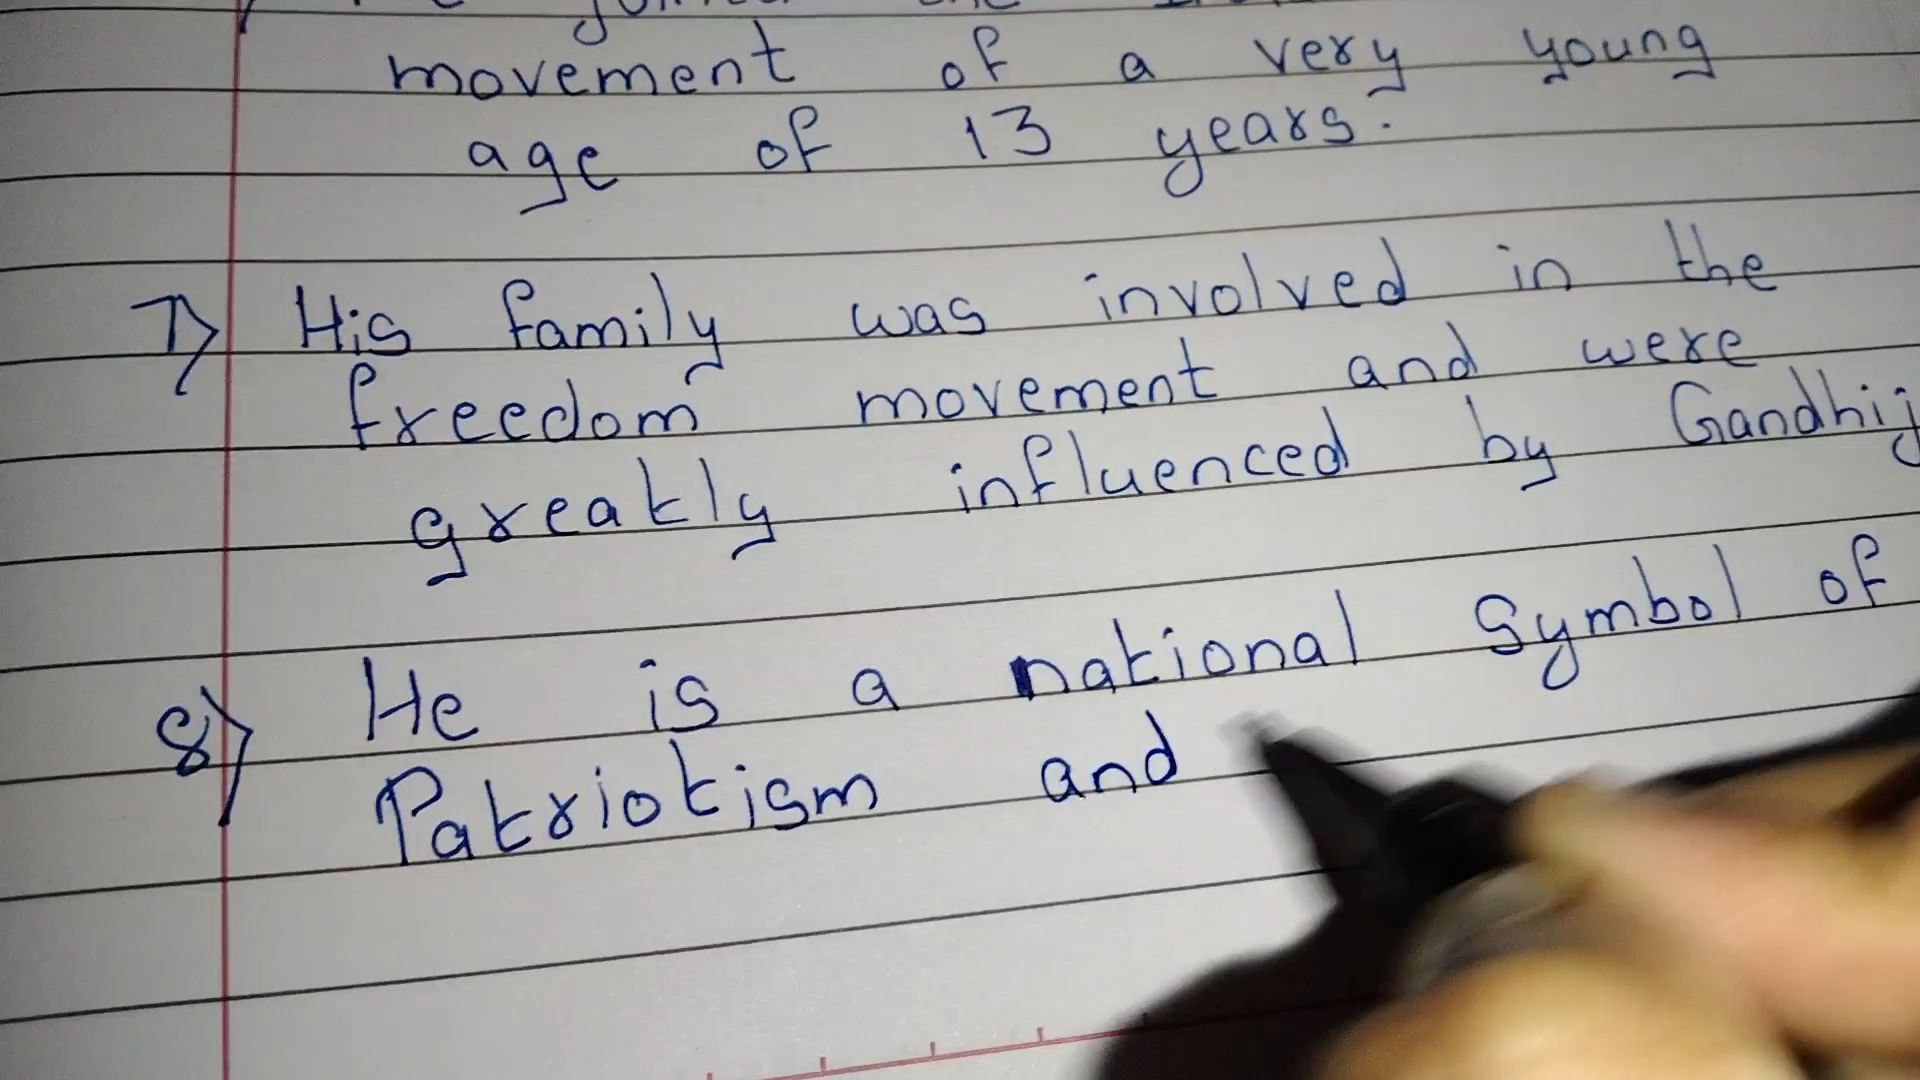 movement of a very young
age of 13 years.
7) His family was involved in the
freedom movement and were
greatly influenced by Gandhij
8) He is a national Symbol of
Patriotism and